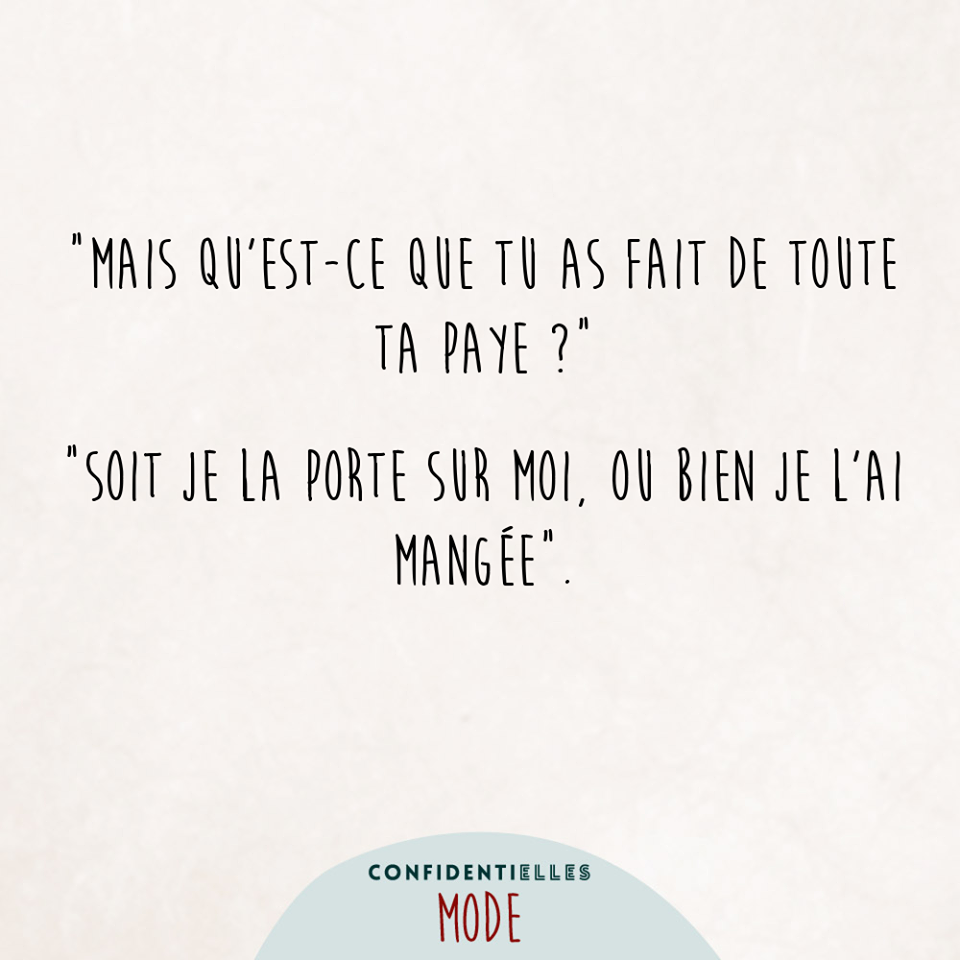 "MAIS QU'EST-CE QUE TU AS FAIT DE TOUTE
TA PAYE ?"
"SOIT JE LA PORTE SUR MOI, OU BIEN JE L'AI
MANGÉE".
CONFIDENTIELLES
MODE